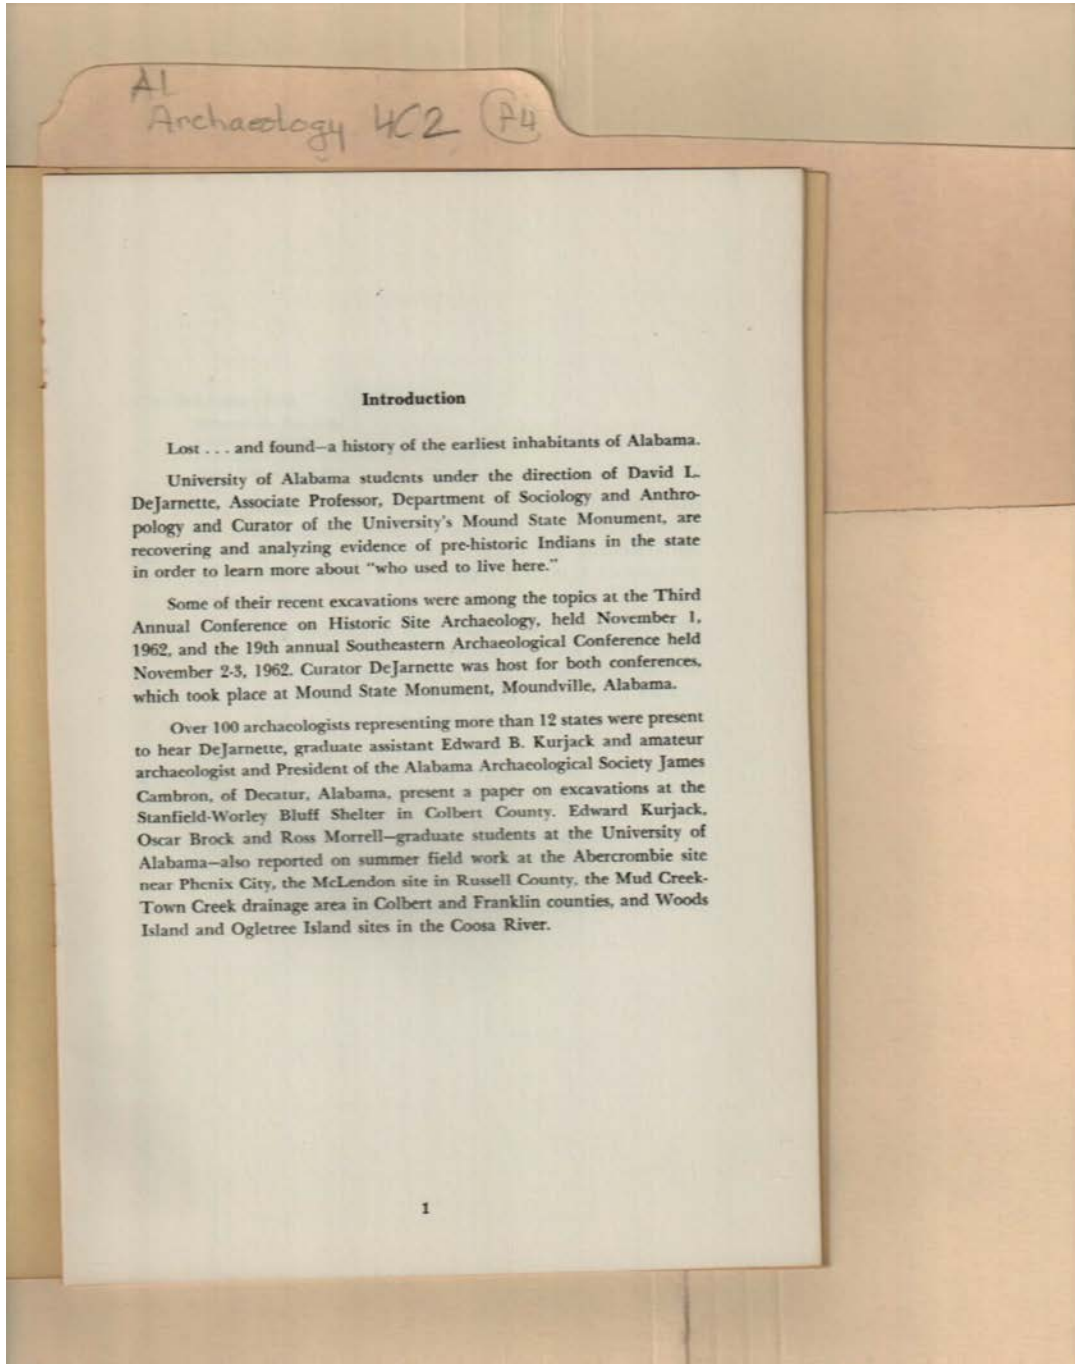 Al
Archaeology 4C2 P4
Introduction
Lost . . . and found—a history of the earliest inhabitants of Alabama.
University of Alabama students under the direction of David L.
DeJarnette, Associate Professor, Department of Sociology and Anthro-
pology and Curator of the University's Mound State Monument, are
recovering and analyzing evidence of pre-historic Indians in the state
in order to learn more about "who used to live here."
Some of their recent excavations were among the topics at the Third
Annual Conference on Historic Site Archaeology, held November 1,
1962, and the 19th annual Southeastern Archaeological Conference held
November 2-3, 1962. Curator DeJarnette was host for both conferences,
which took place at Mound State Monument, Moundville, Alabama.
Over 100 archaeologists representing more than 12 states were present
to hear DeJarnette, graduate assistant Edward B. Kurjack and amateur
archaeologist and President of the Alabama Archaeological Society James
Cambron, of Decatur, Alabama, present a paper on excavations at the
Stanfield-Worley Bluff Shelter in Colbert County. Edward Kurjack,
Oscar Brock and Ross Morrell—graduate students at the University of
Alabama—also reported on summer field work at the Abercrombie site
near Phenix City, the McLendon site in Russell County, the Mud Creek-
Town Creek drainage area in Colbert and Franklin counties, and Woods
Island and Ogletree Island sites in the Coosa River.
1